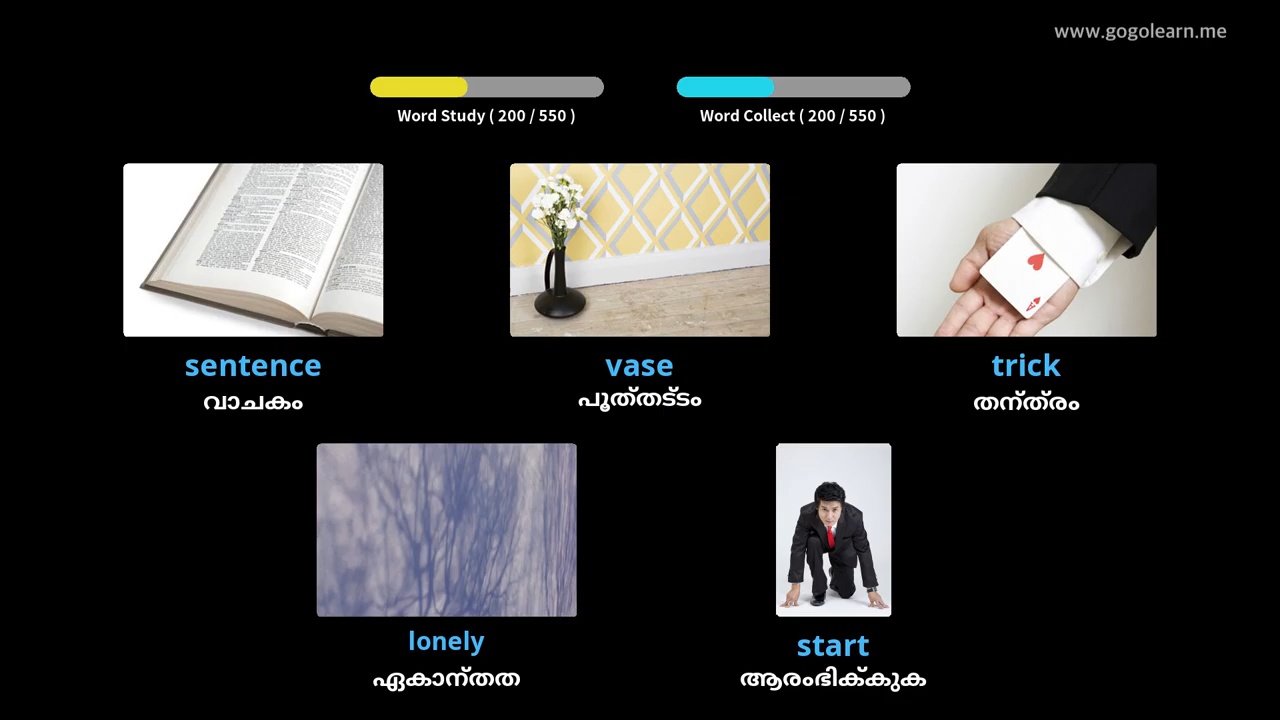 www.gogolearn.me
Word Study ( 200 / 550 )
Word Collect ( 200 / 550 )
sentence
വാചകം
vase
പൂത്തട്ടം
trick
തന്ത്രം
lonely
ഏകാന്തത
start
ആരംഭിക്കുക